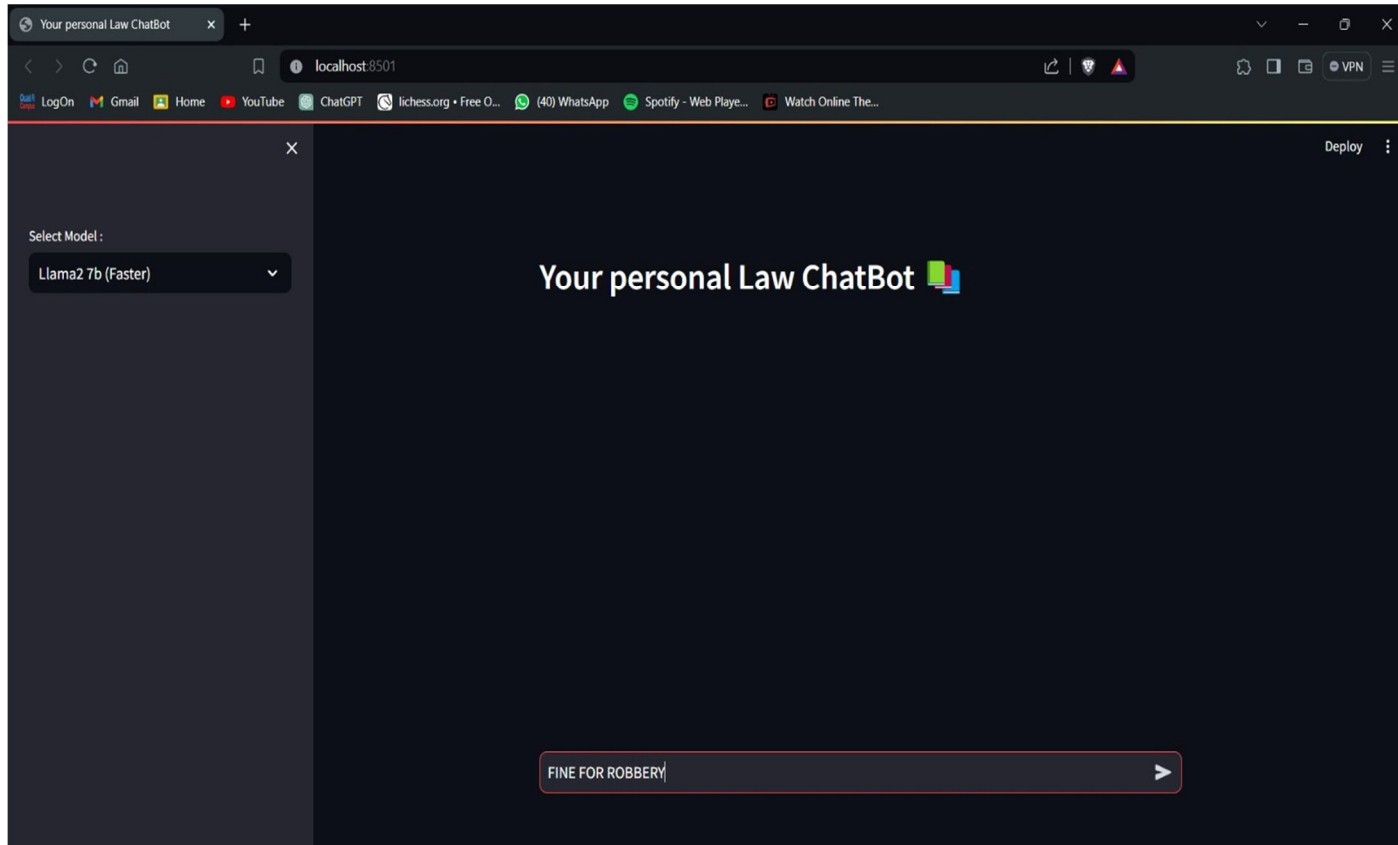 Your personal Law ChatBot
localhost:8501
VPN
LogOn Gmail Home YouTube ChatGPT lichess.org • Free O... (40) WhatsApp Spotify - Web Playe... Watch Online The...
Deploy
Select Model :
Llama2 7b (Faster)
Your personal Law ChatBot
FINE FOR ROBBERY